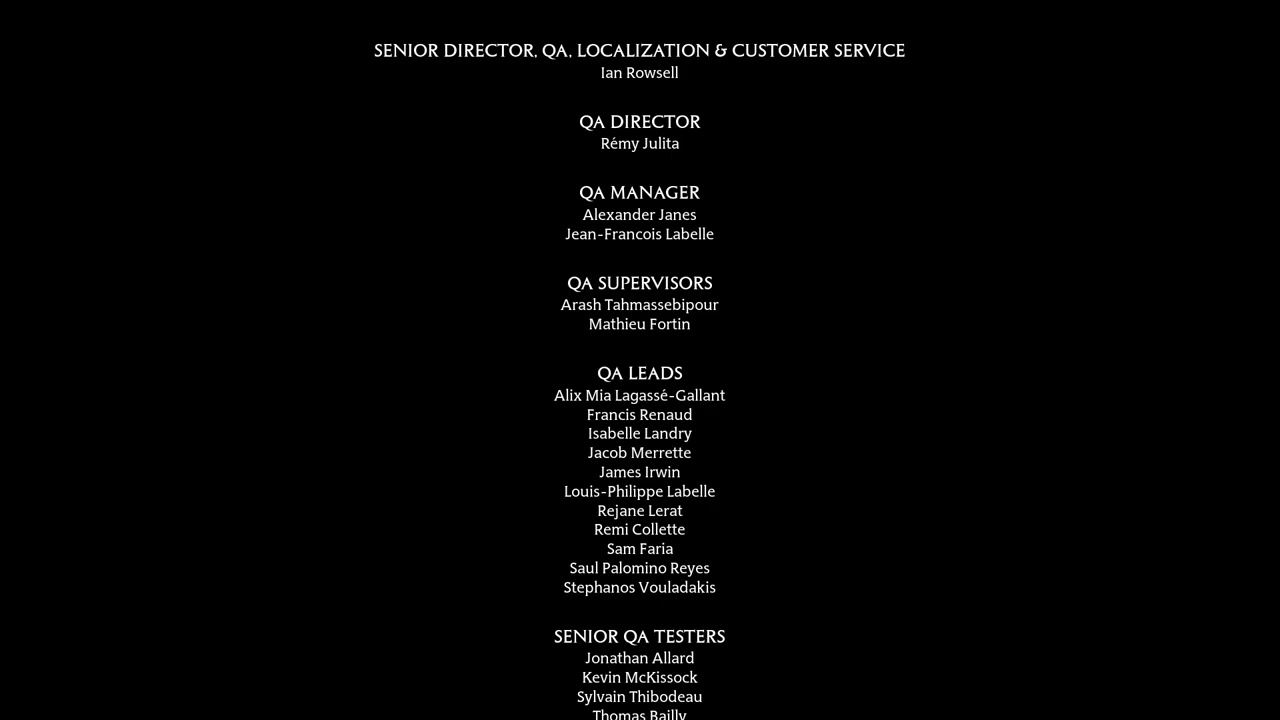 SENIOR DIRECTOR, QA, LOCALIZATION & CUSTOMER SERVICE
Ian Rowsell
QA DIRECTOR
Rémy Julita
QA MANAGER
Alexander Janes
Jean-Francois Labelle
QA SUPERVISORS
Arash Tahmassebipour
Mathieu Fortin
QA LEADS
Alix Mia Lagassé-Gallant
Francis Renaud
Isabelle Landry
Jacob Merrette
James Irwin
Louis-Philippe Labelle
Rejane Lerat
Remi Collette
Sam Faria
Saul Palomino Reyes
Stephanos Vouladakis
SENIOR QA TESTERS
Jonathan Allard
Kevin McKissock
Sylvain Thibodeau
Thomas Bailly